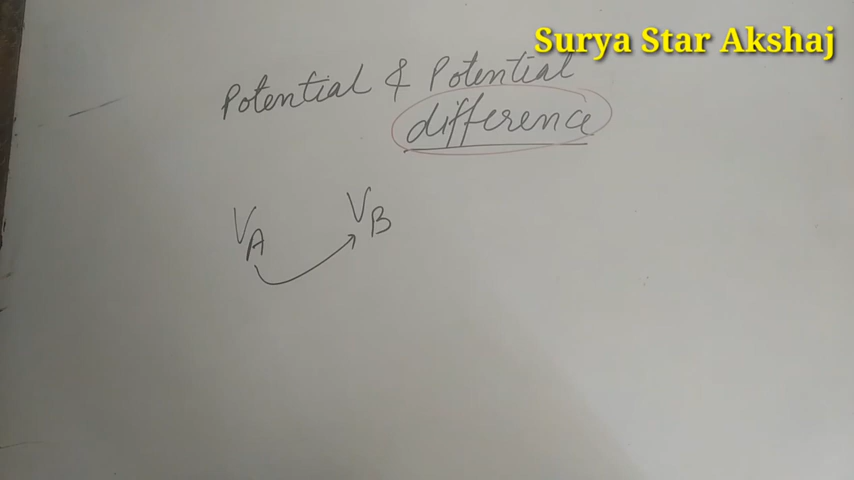 Surya Star Akshaj
Potential & Potential
difference
VA VB